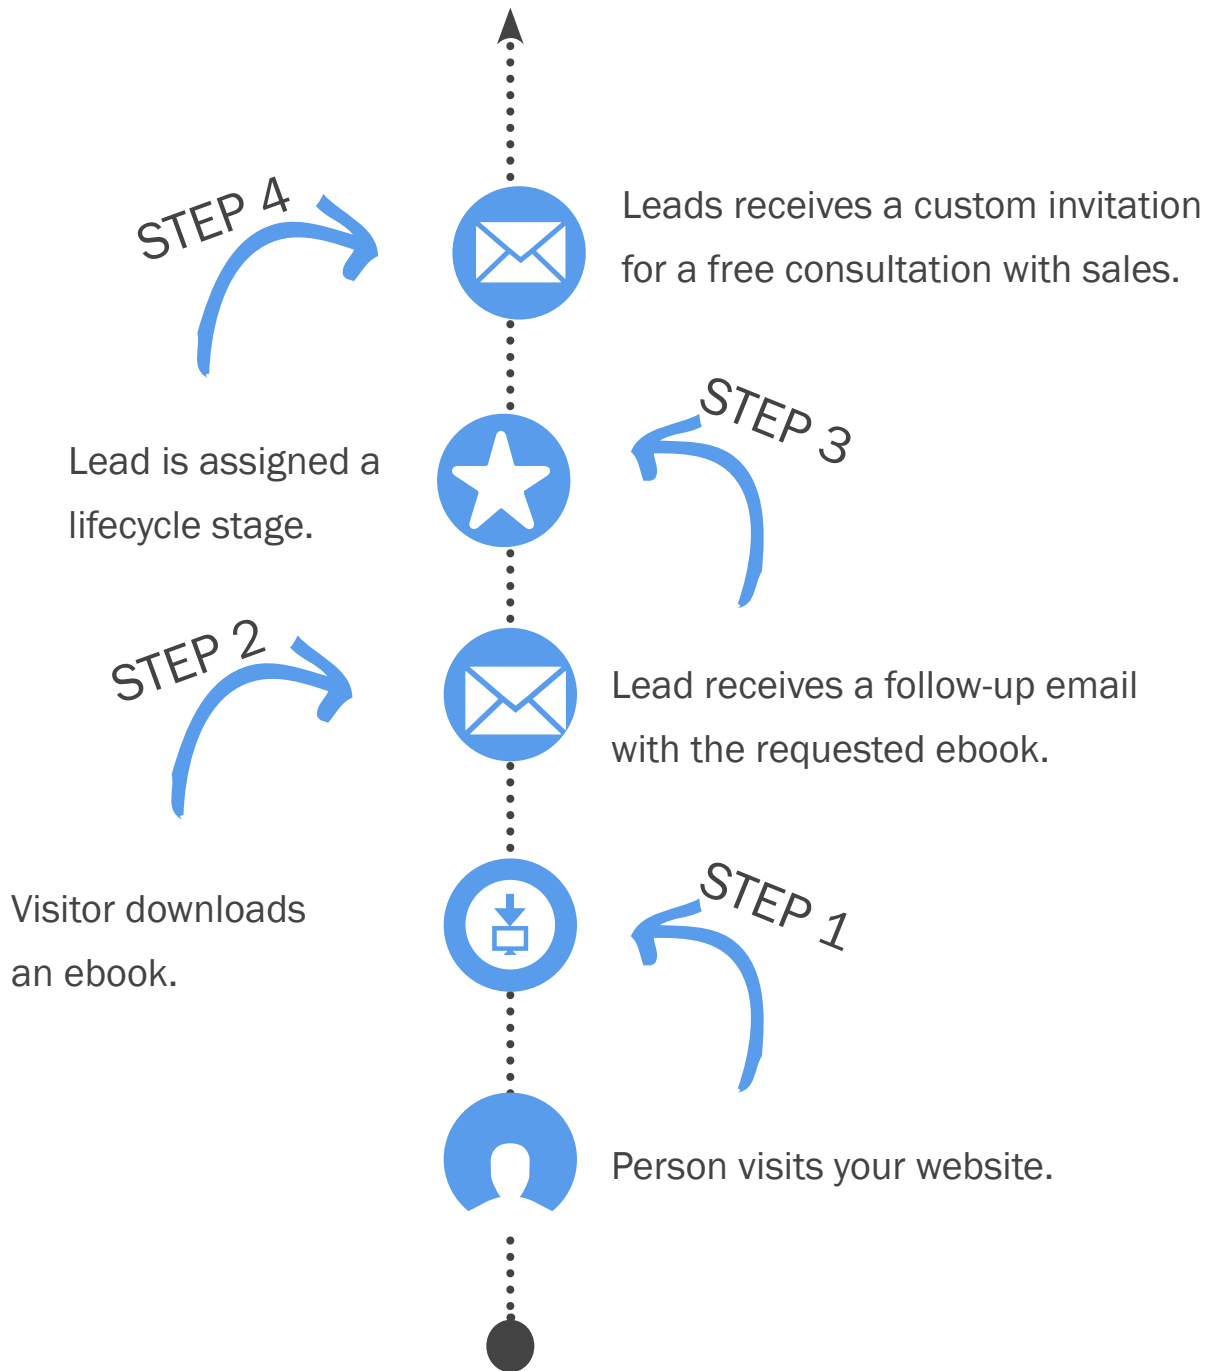 STEP 4
Leads receives a custom invitation
for a free consultation with sales.
STEP 3
Lead is assigned a
lifecycle stage.
STEP 2
Lead receives a follow-up email
with the requested ebook.
STEP 1
Visitor downloads
an ebook.
Person visits your website.